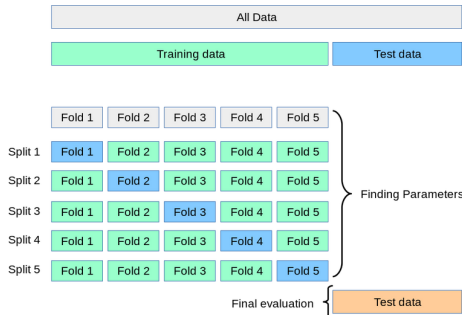 All Data
Training data Test data
Fold 1 Fold 2 Fold 3 Fold 4 Fold 5
Split 1 Fold 1 Fold 2 Fold 3 Fold 4 Fold 5
Split 2 Fold 1 Fold 2 Fold 3 Fold 4 Fold 5
Finding Parameters
Split 3 Fold 1 Fold 2 Fold 3 Fold 4 Fold 5
Split 4 Fold 1 Fold 2 Fold 3 Fold 4 Fold 5
Split 5 Fold 1 Fold 2 Fold 3 Fold 4 Fold 5
Final evaluation Test data